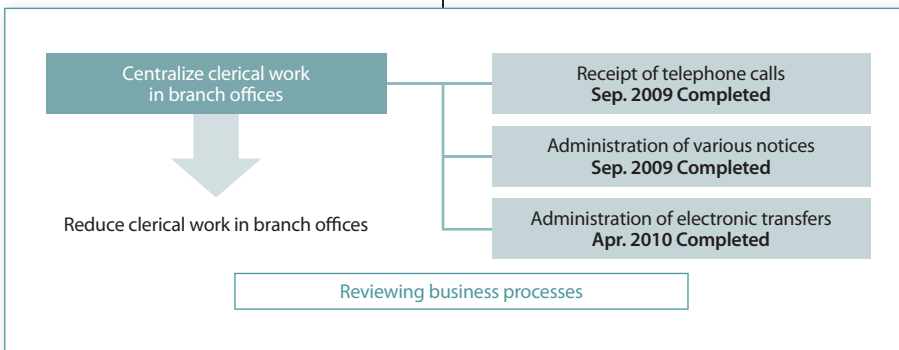 Centralize clerical work
in branch offices
Receipt of telephone calls
Sep. 2009 Completed
Administration of various notices
Sep. 2009 Completed
Reduce clerical work in branch offices
Administration of electronic transfers
Apr. 2010 Completed
Reviewing business processes